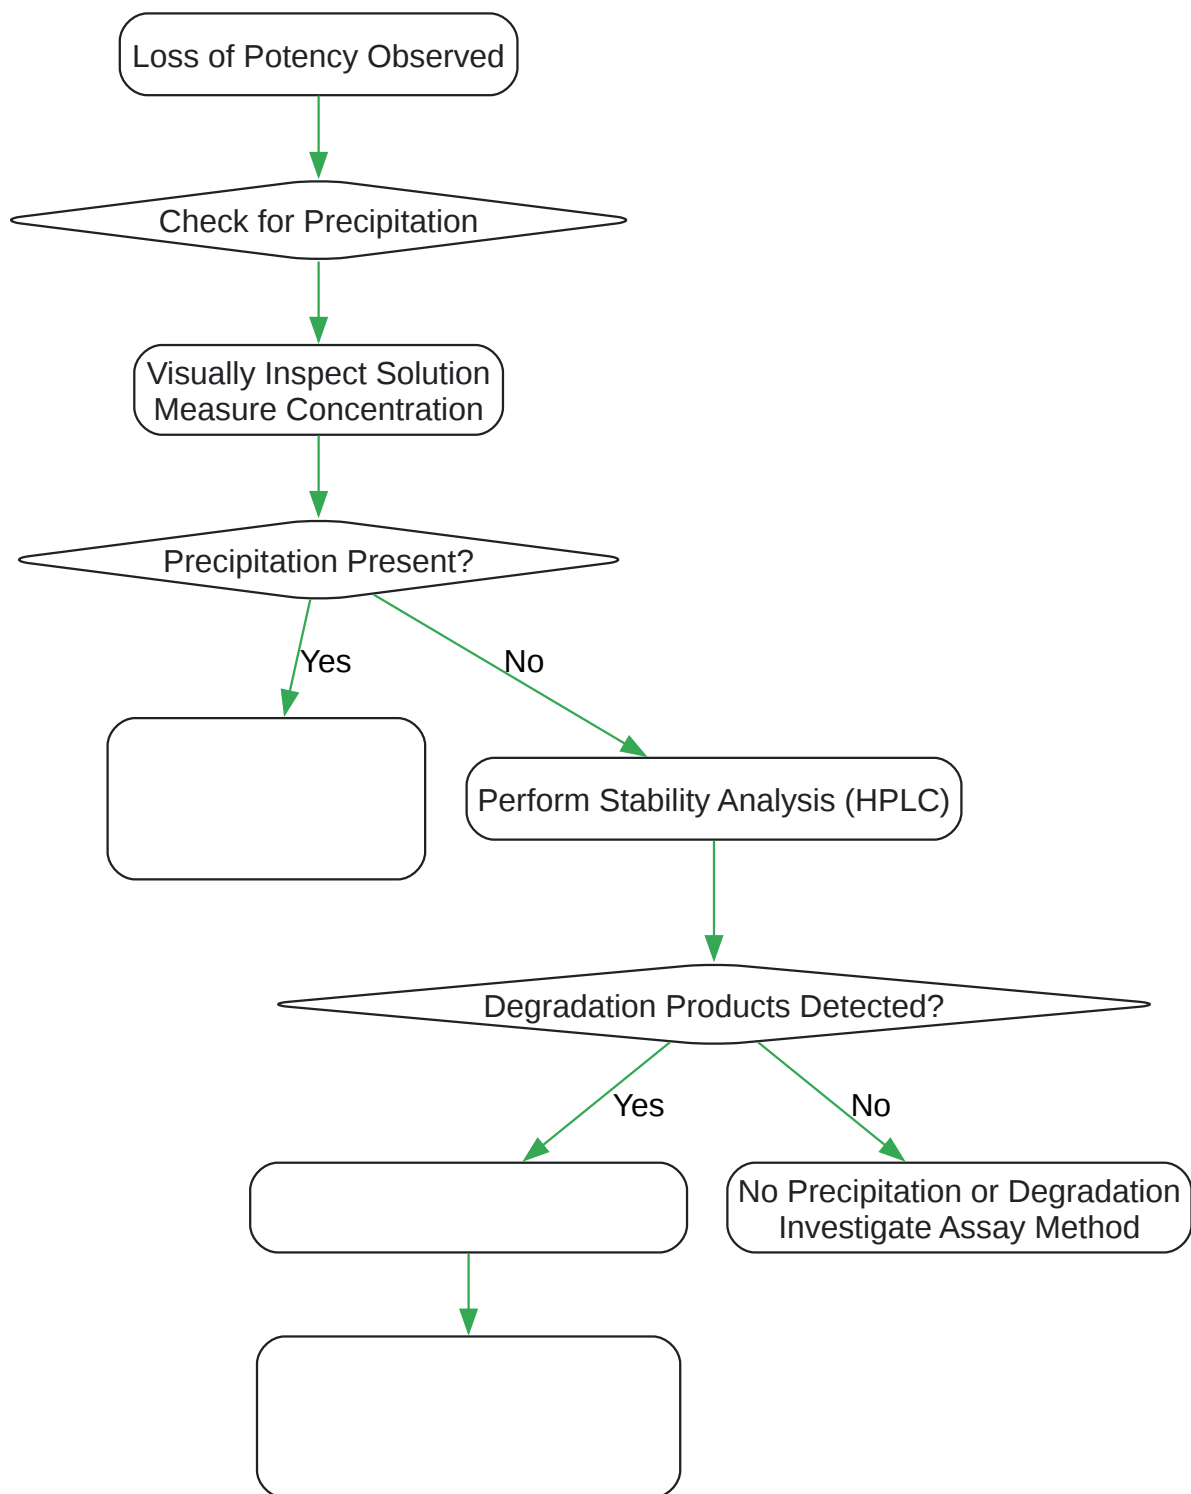 Loss of Potency Observed
Check for Precipitation
Visually Inspect Solution
Measure Concentration
Precipitation Present?
Yes
No
Perform Stability Analysis (HPLC)
Degradation Products Detected?
Yes
No
No Precipitation or Degradation
Investigate Assay Method